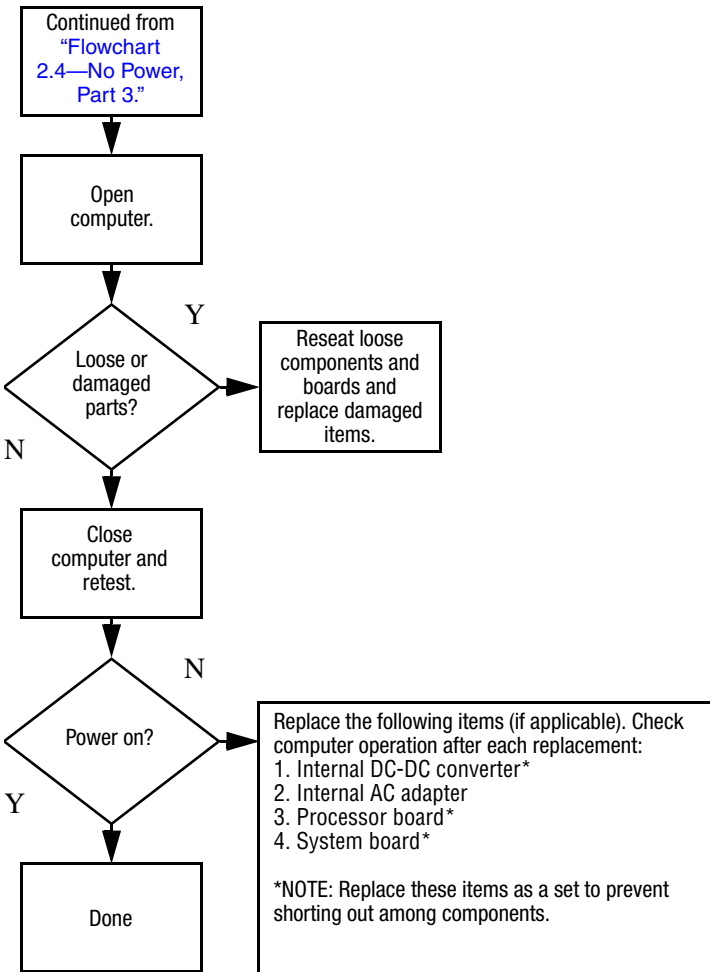 Continued from
“Flowchart
2.4—No Power,
Part 3.”
Open
computer.
Y
Loose or
damaged
parts?
Reseat loose
components and
boards and
replace damaged
items.
N
Close
computer and
retest.
N
Power on?
Replace the following items (if applicable). Check
computer operation after each replacement:
1. Internal DC-DC converter*
2. Internal AC adapter
3. Processor board*
4. System board*
*NOTE: Replace these items as a set to prevent
shorting out among components.
Y
Done